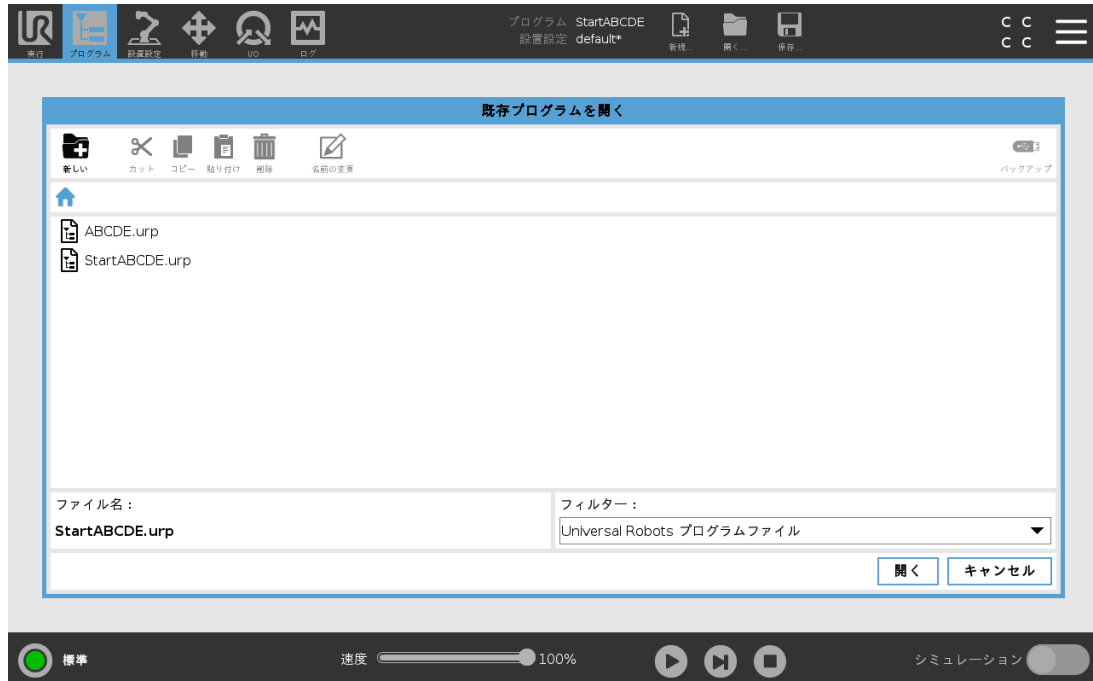 プログラム StartABCDE
設置設定 default*
C C
C C
実行 プログラム 設置設定 移動 I/O ログ 新規... 開く... 保存...
既存プログラムを開く
新しい カット コピー 貼り付け 削除 名前の変更 バックアップ
ABCDE.urp
StartABCDE.urp
ファイル名：
フィルター：
StartABCDE.urp
Universal Robots プログラムファイル
開く キャンセル
標準 速度 100% シミュレーション